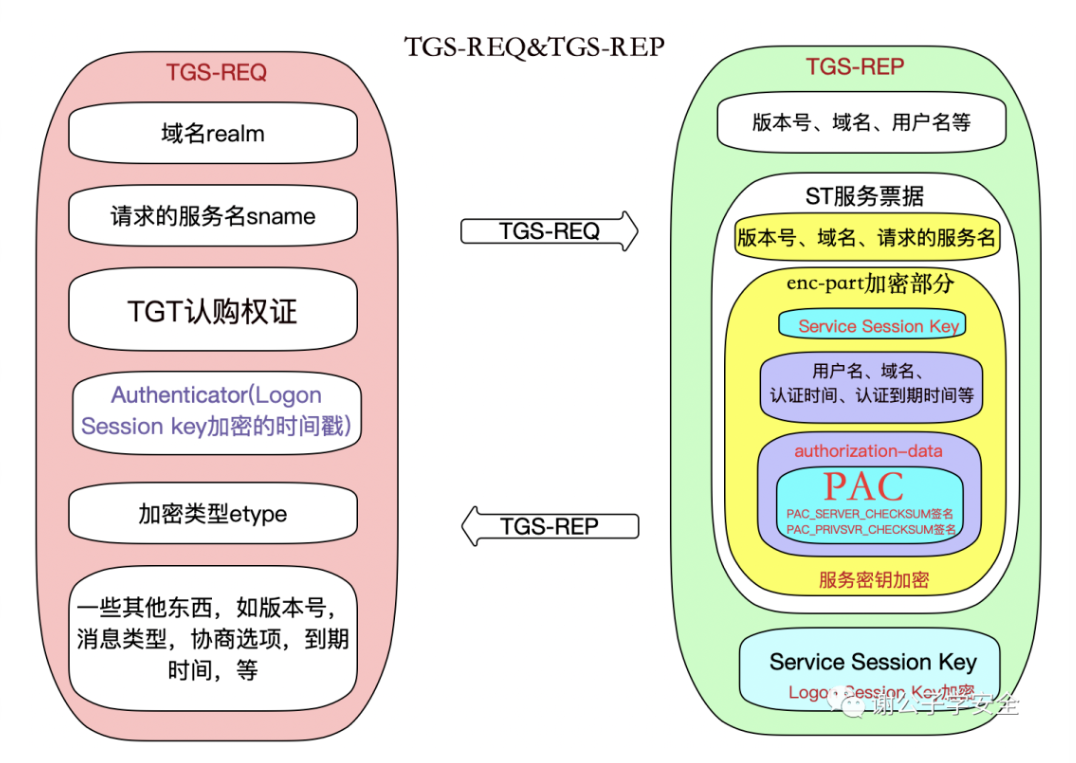 TGS-REQ&TGS-REP
TGS-REQ
域名realm
请求的服务名sname
TGT认购权证
Authenticator(Logon
Session key加密的时间戳)
加密类型etype
一些其他东西，如版本号，
消息类型，协商选项，到期
时间，等
TGS-REQ
TGS-REP
TGS-REP
版本号、域名、用户名等
ST服务票据
版本号、域名、请求的服务名
enc-part加密部分
Service Session Key
用户名、域名、
认证时间、认证到期时间等
authorization-data
PAC
PAC_SERVER_CHECKSUM签名
PAC_PRIVSVR_CHECKSUM签名
服务密钥加密
Service Session Key
Logon Session Key加密
谢公子学安全